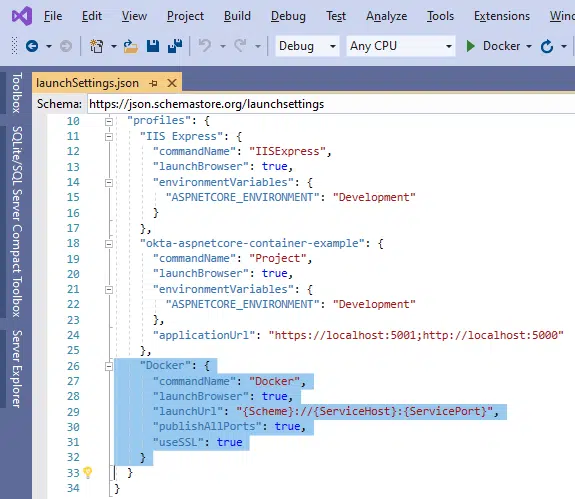 File Edit View Project Build Debug Test Analyze Tools Extensions Windo
Debug Any CPU Docker
launchSettings.json
Schema: https://json.schemastore.org/launchsettings
Toolbox
SQLite/SQL Server Compact Toolbox
Server Explorer
10 "profiles": {
11 "IIS Express": {
12 "commandName": "IISExpress",
13 "launchBrowser": true,
14 "environmentVariables": {
15 "ASPNETCORE_ENVIRONMENT": "Development"
16 }
17 },
18 "okta-aspnetcore-container-example": {
19 "commandName": "Project",
20 "launchBrowser": true,
21 "environmentVariables": {
22 "ASPNETCORE_ENVIRONMENT": "Development"
23 },
24 "applicationUrl": "https://localhost:5001;http://localhost:5000"
25 },
26 "Docker": {
27 "commandName": "Docker",
28 "launchBrowser": true,
29 "launchUrl": "{Scheme}://{ServiceHost}:{ServicePort}",
30 "publishAllPorts": true,
31 "useSSL": true
32 }
33 }
34 }